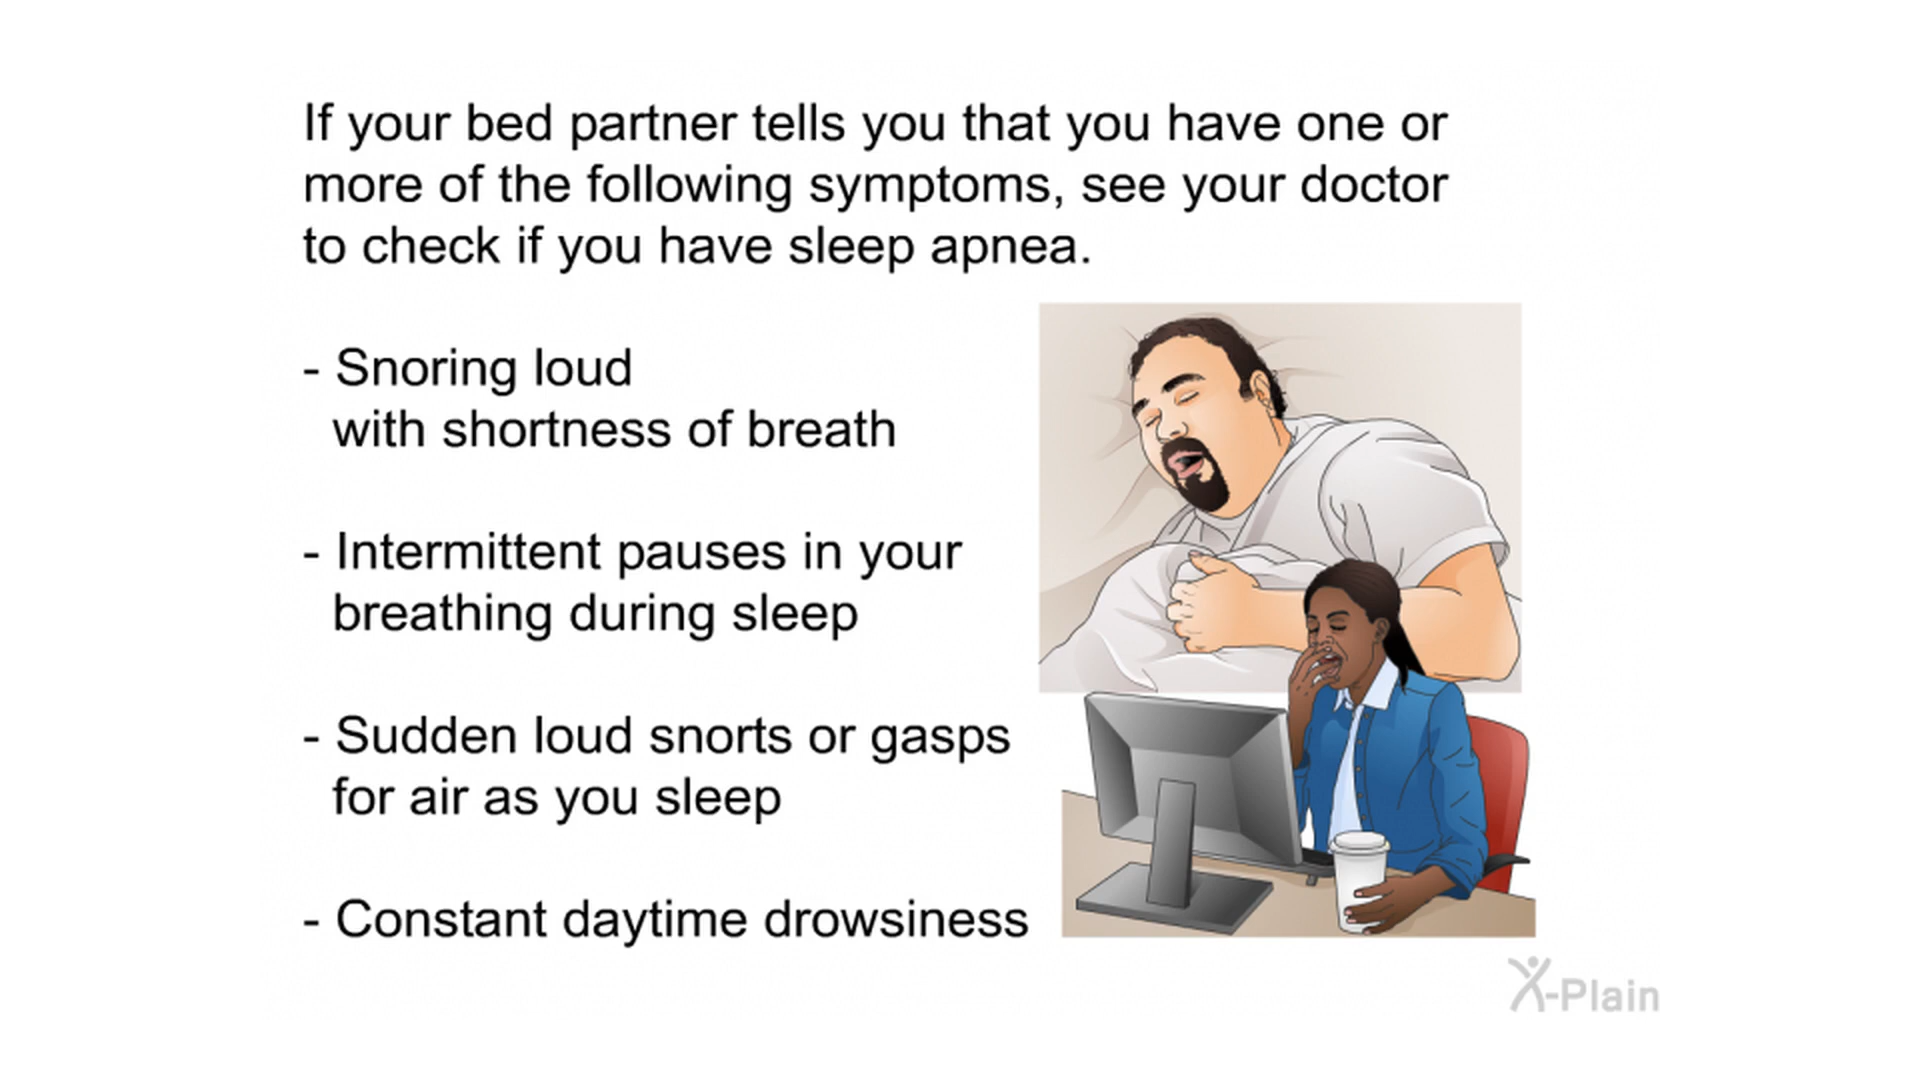 If your bed partner tells you that you have one or
more of the following symptoms, see your doctor
to check if you have sleep apnea.
- Snoring loud
with shortness of breath
- Intermittent pauses in your
breathing during sleep
- Sudden loud snorts or gasps
for air as you sleep
- Constant daytime drowsiness
X-Plain